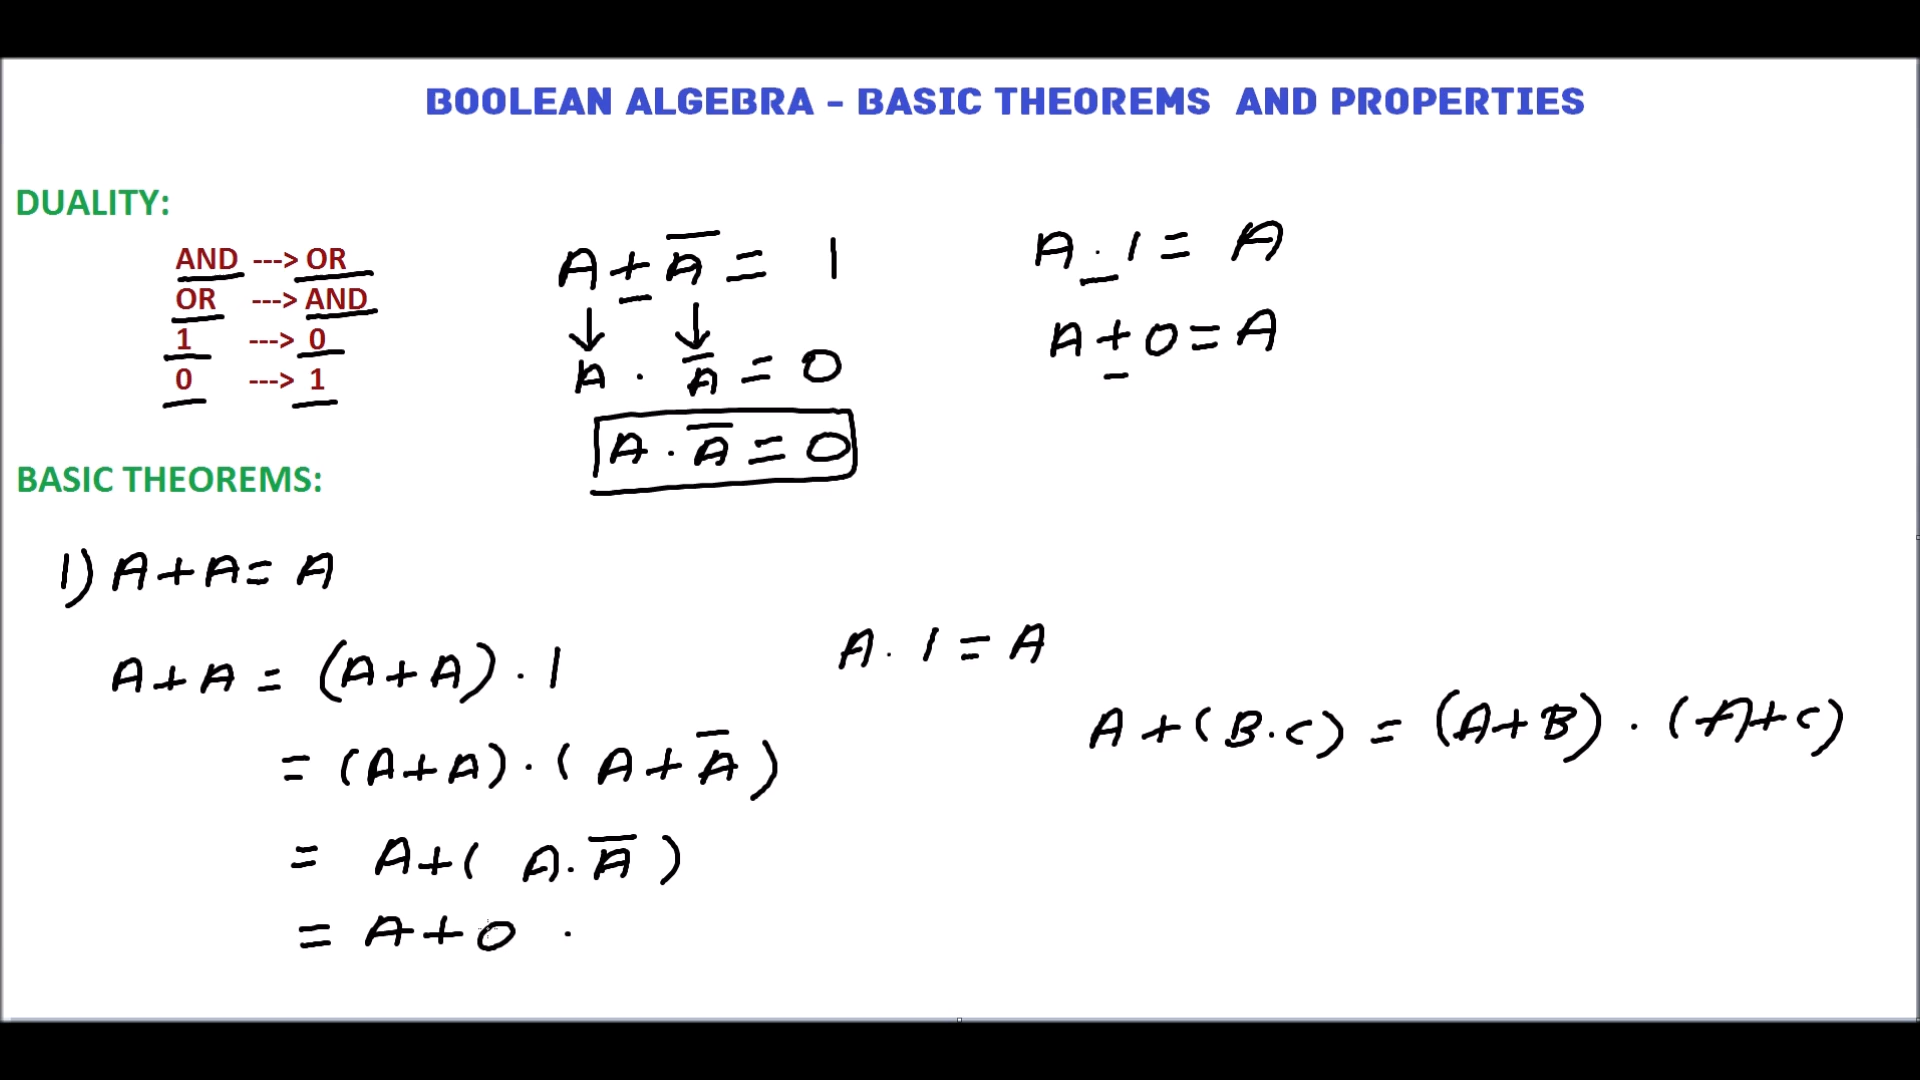 BOOLEAN ALGEBRA - BASIC THEOREMS AND PROPERTIES
DUALITY:
AND ---> OR
OR ---> AND
1 ---> 0
0 ---> 1
A + A̅ = 1
A . A̅ = 0
A . A̅ = 0
A . 1 = A
A + 0 = A
BASIC THEOREMS:
1) A + A = A
A + A = (A + A) . 1
= (A + A) . ( A + A̅ )
= A + ( A . A̅ )
= A + 0 .
A . 1 = A
A + ( B . C ) = (A + B) . ( A + C )